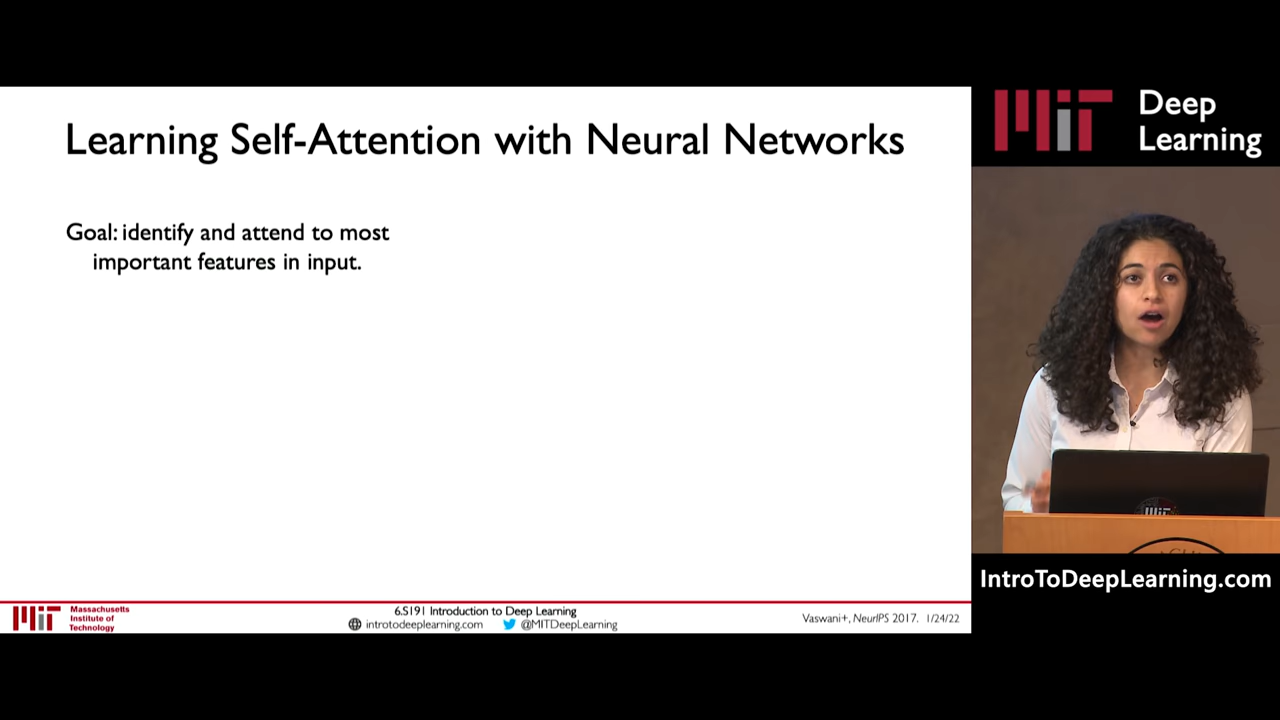 Learning Self-Attention with Neural Networks
Goal: identify and attend to most
important features in input.
Massachusetts
Institute of
Technology
6.S191 Introduction to Deep Learning
introtodeeplearning.com @MITDeepLearning
Vaswani+, NeurIPS 2017. 1/24/22
MIT
Deep
Learning
MIT
IntroToDeepLearning.com